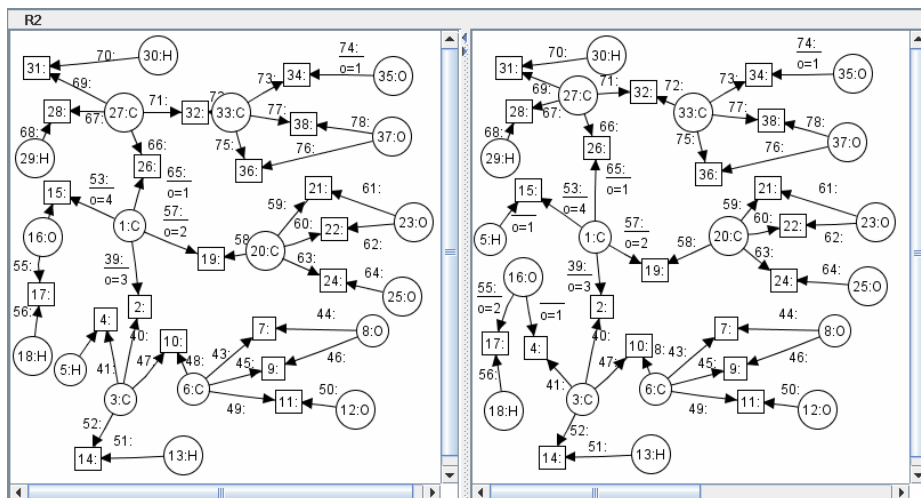 R2
70:
30:H
31:
69:
74:
o=1
73:
34:
35:O
28:
27:C
71:
32:
33:C
67:
77:
38:
78:
37:O
68:
66:
75:
76:
29:H
26:
36:
15:
53:
o=4
65:
o=1
57:
o=2
21:
61:
59:
16:O
1:C
60:
22:
23:O
58:
20:C
62:
19:
63:
55:
39:
o=3
24:
64:
17:
25:O
56:
2:
4:
7:
44:
8:O
18:H
40:
10:
43:
5:H
41:
47:
48:
45:
9:
46:
3:C
6:C
49:
11:
50:
12:O
52:
51:
14:
13:H
70:
30:H
31:
69:
74:
o=1
73:
34:
35:O
28:
27:C
71:
32:
72:
33:C
67:
77:
38:
78:
37:O
68:
66:
75:
76:
29:H
26:
36:
15:
53:
o=4
65:
o=1
57:
o=2
21:
61:
59:
5:H
o=1
1:C
60:
22:
23:O
58:
20:C
62:
19:
63:
16:O
39:
o=3
24:
64:
55:
o=2
o=1
25:O
2:
17:
4:
7:
44:
8:O
40:
10:
8:
43:
56:
41:
47:
45:
9:
46:
18:H
3:C
6:C
49:
11:
50:
12:O
52:
51:
14:
13:H